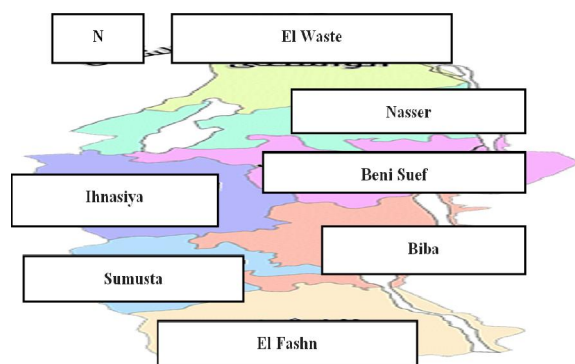 N
El Waste
Nasser
Beni Suef
Ihnasiya
Biba
Sumusta
El Fashn